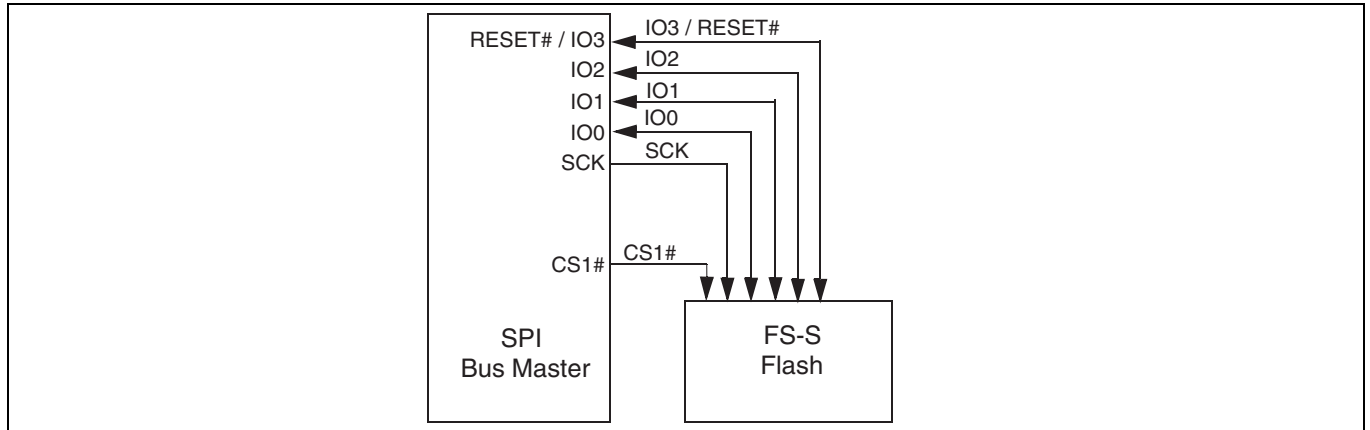 RESET# / IO3 IO3 / RESET#
IO2 IO2
IO1 IO1
IO0 IO0
SCK SCK
CS1# CS1#
SPI
Bus Master
FS-S
Flash